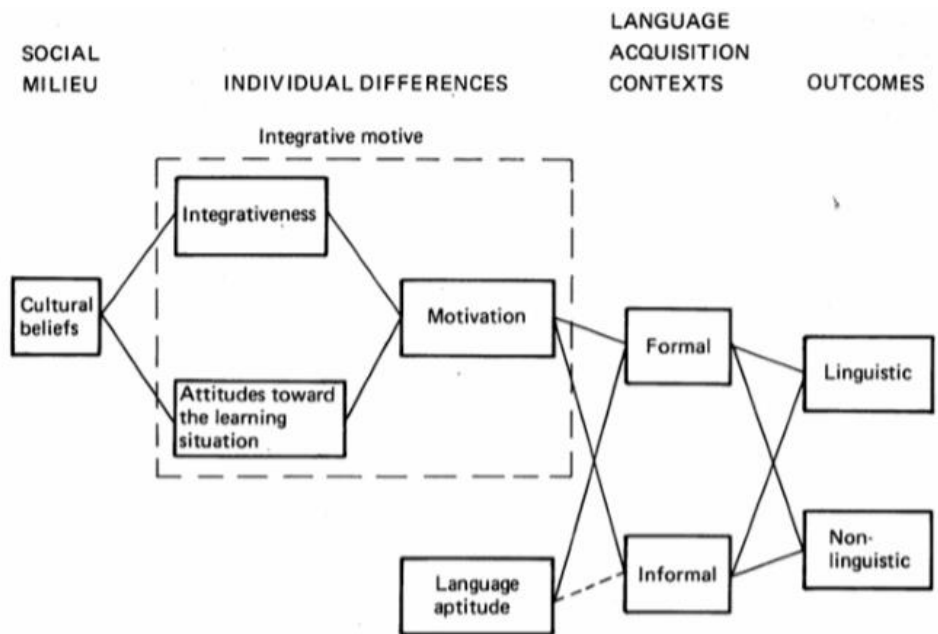 SOCIAL
MILIEU
INDIVIDUAL DIFFERENCES
LANGUAGE
ACQUISITION
CONTEXTS
OUTCOMES
Integrative motive
Integrativeness
Cultural
beliefs
Attitudes toward
the learning
situation
Motivation
Language
aptitude
Formal
Informal
Linguistic
Non-
linguistic